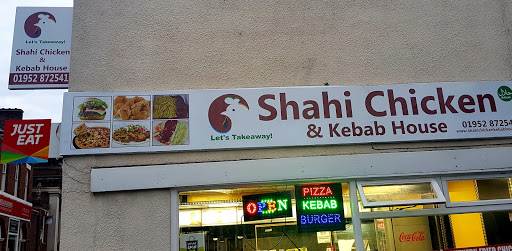 Let's Takeaway!
Shahi Chicken
&
Kebab House
01952 872541
JUST
EAT
Let's Takeaway!
Shahi Chicken
& Kebab House
01952 87254
OPEN
PIZZA
KEBAB
BURGER
Coca-Cola